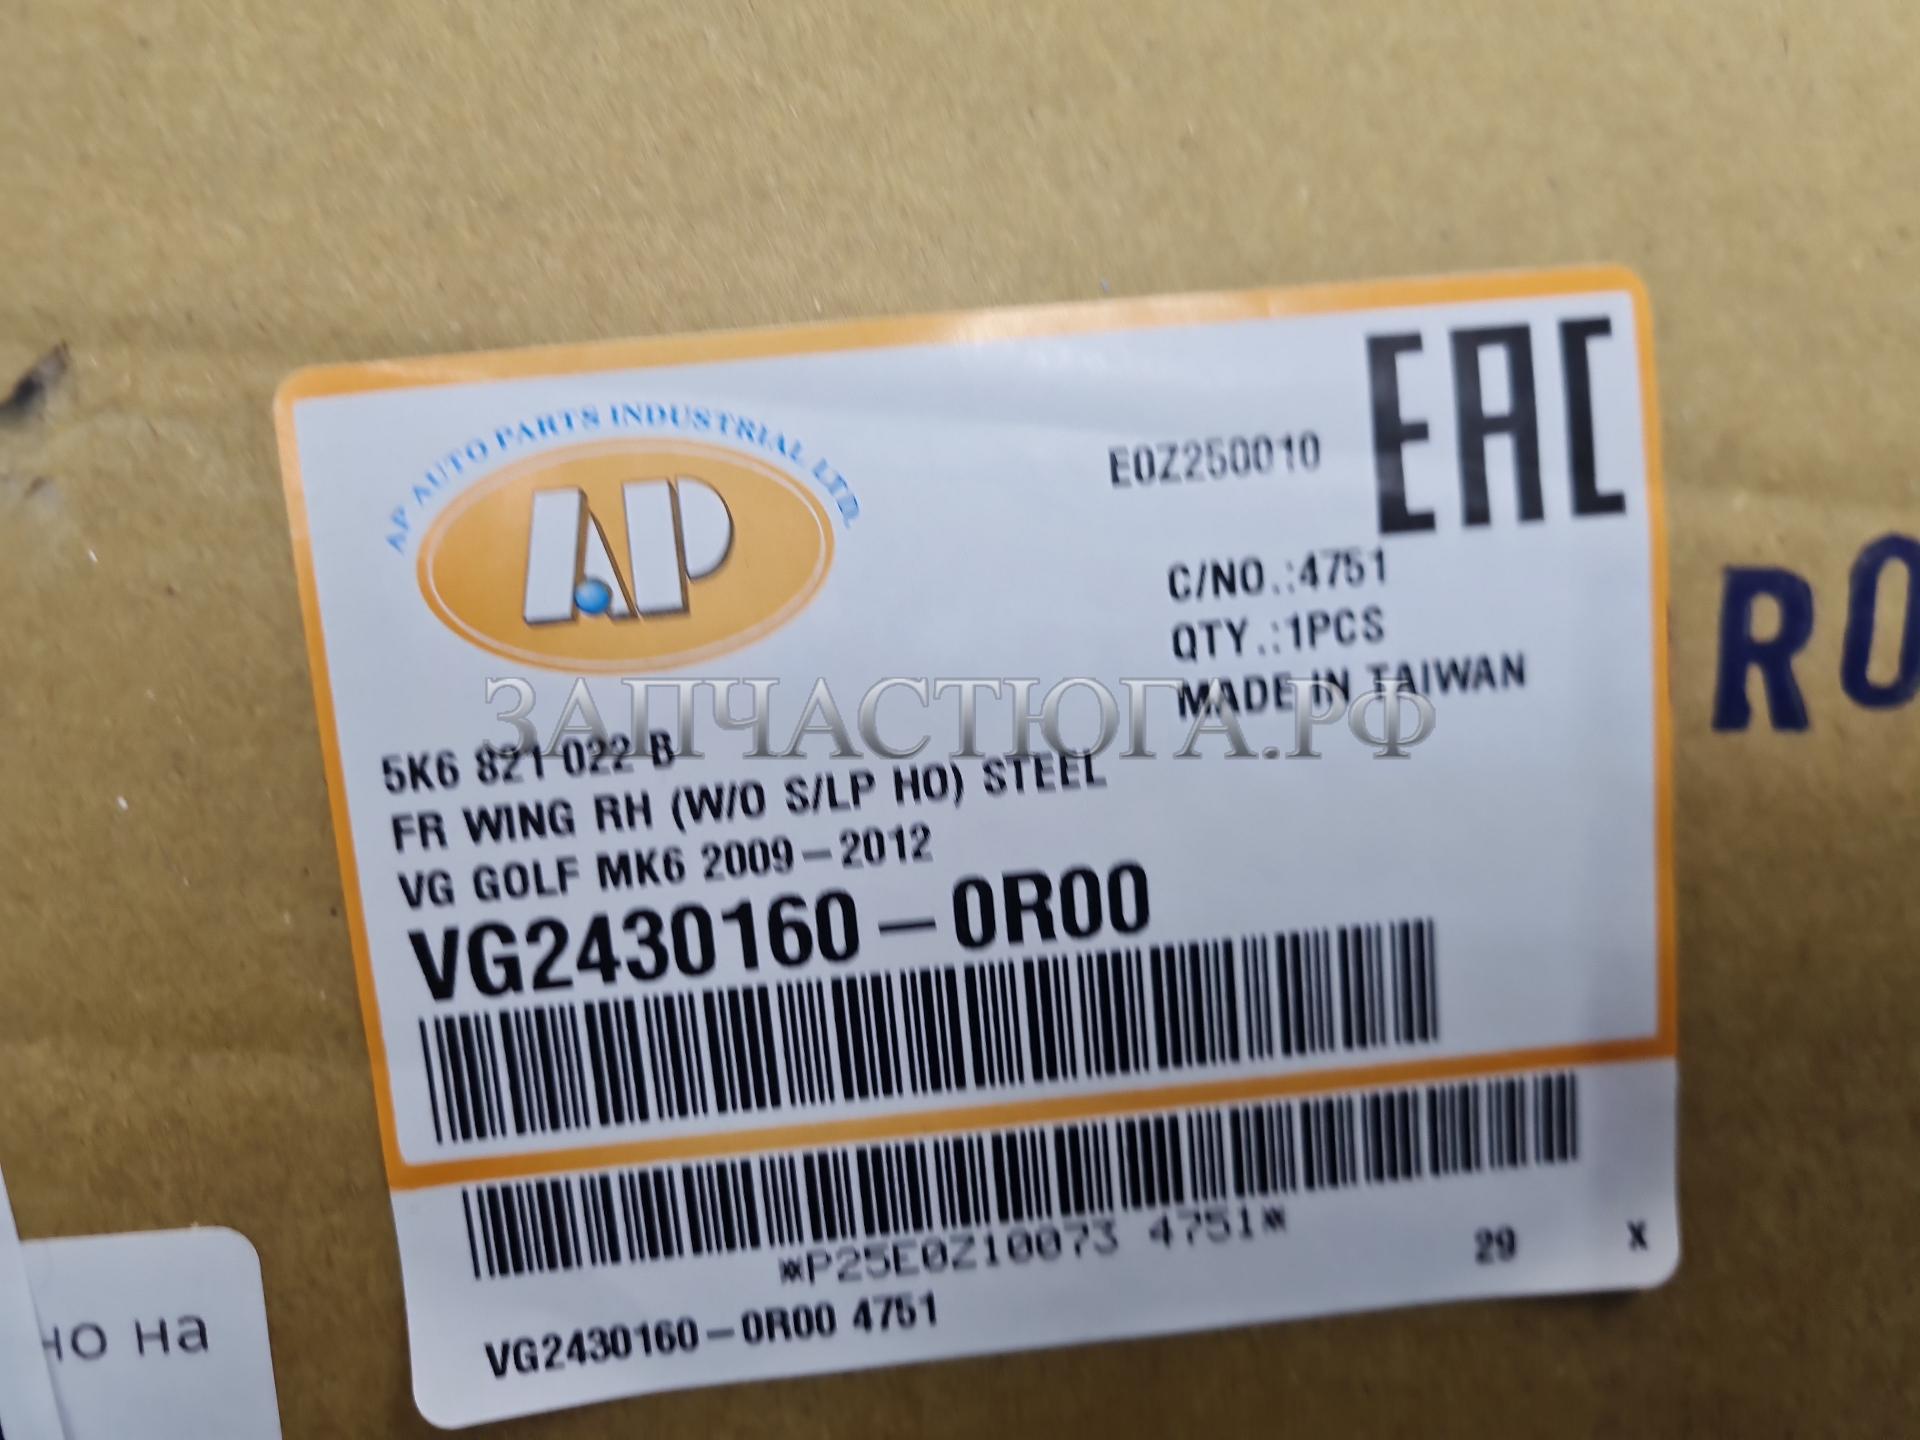 AP AUTO PARTS INDUSTRIAL LTD.
AP
E0Z250010
EAC
C/NO.:4751
QTY.:1PCS
MADE IN TAIWAN
RO
ЗАПЧАСТЮГА.РФ
5K6 821 022 B
FR WING RH (W/O S/LP HO) STEEL
VG GOLF MK6 2009-2012
VG2430160-0R00
*P25E0Z10073 4751*
29 X
VG2430160-0R00 4751
но на